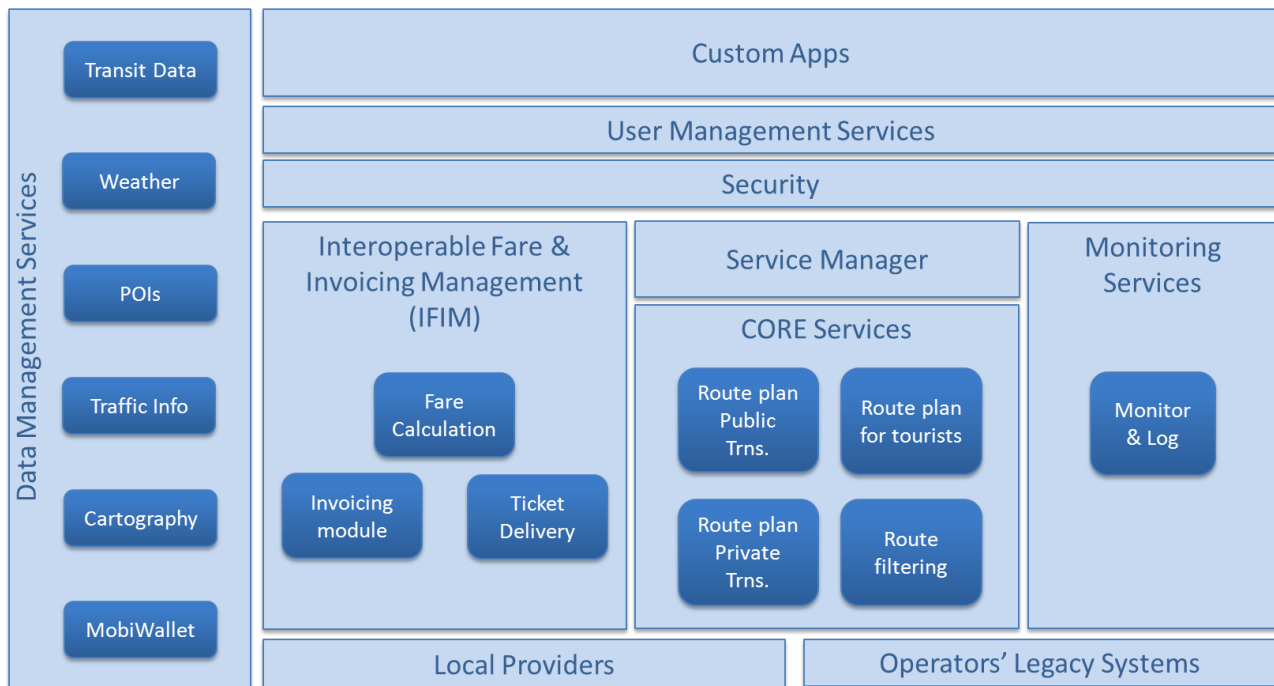 Data Management Services
Transit Data
Weather
POIs
Traffic Info
Cartography
MobiWallet
Custom Apps
User Management Services
Security
Interoperable Fare &
Invoicing Management
(IFIM)
Fare
Calculation
Invoicing
module
Ticket
Delivery
Service Manager
CORE Services
Route plan
Public
Trns.
Route plan
for tourists
Route plan
Private
Trns.
Route
filtering
Monitoring
Services
Monitor
& Log
Local Providers
Operators’ Legacy Systems